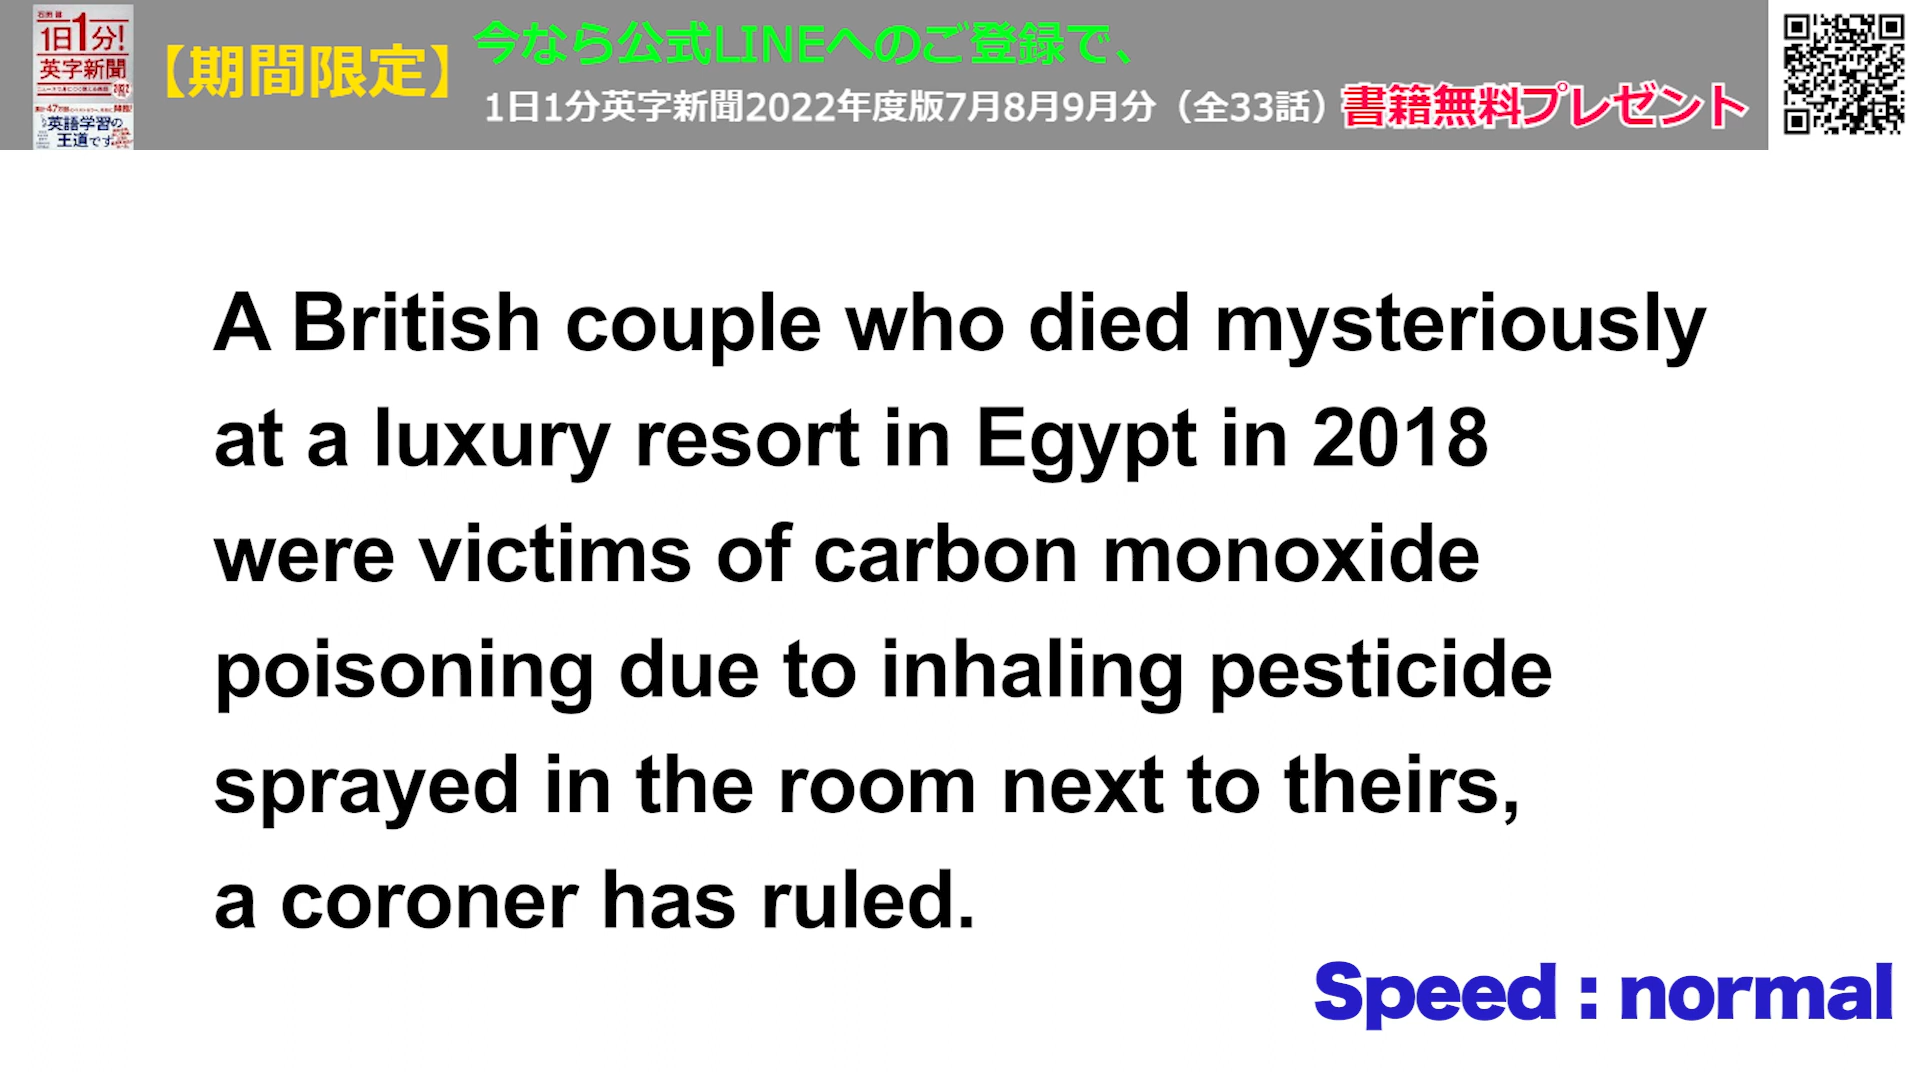 石田 健
1日1分!
英字新聞
2022
英語学習の
王道です
【期間限定】
今なら公式LINEへのご登録で、
1日1分英字新聞2022年度版7月8月9月分（全33話）書籍無料プレゼント
A British couple who died mysteriously
at a luxury resort in Egypt in 2018
were victims of carbon monoxide
poisoning due to inhaling pesticide
sprayed in the room next to theirs,
a coroner has ruled.
Speed : normal